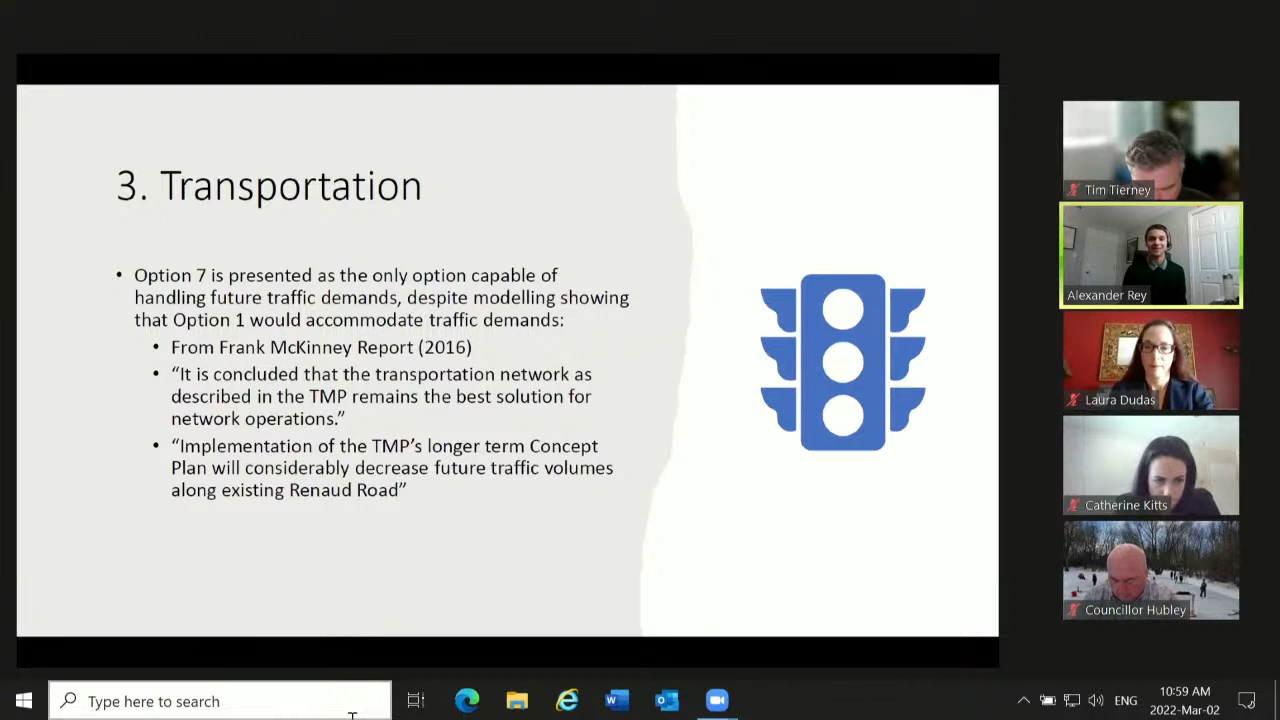 3. Transportation
• Option 7 is presented as the only option capable of
handling future traffic demands, despite modelling showing
that Option 1 would accommodate traffic demands:
• From Frank McKinney Report (2016)
• “It is concluded that the transportation network as
described in the TMP remains the best solution for
network operations.”
• “Implementation of the TMP’s longer term Concept
Plan will considerably decrease future traffic volumes
along existing Renaud Road”
Tim Tierney
Alexander Rey
Laura Dudas
Catherine Kitts
Councillor Hubley
Type here to search
ENG
10:59 AM
2022-Mar-02